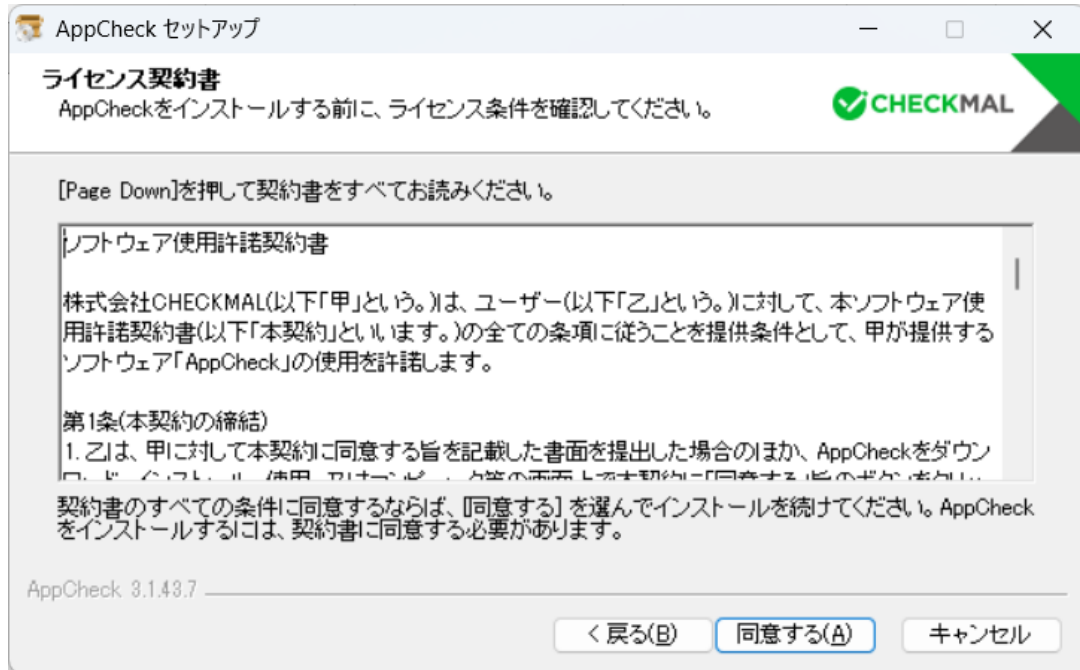 AppCheck セットアップ
ライセンス契約書
AppCheckをインストールする前に、ライセンス条件を確認してください。
CHECKMAL
[Page Down]を押して契約書をすべてお読みください。
ソフトウェア使用許諾契約書
株式会社CHECKMAL(以下「甲」という。)は、ユーザー(以下「乙」という。)に対して、本ソフトウェア使
用許諾契約書(以下「本契約」といいます。)の全ての条項に従うことを提供条件として、甲が提供する
ソフトウェア「AppCheck」の使用を許諾します。
第1条(本契約の締結)
1. 乙は、甲に対して本契約に同意する旨を記載した書面を提出した場合のほか、AppCheckをダウン
契約書のすべての条件に同意するならば、[同意する] を選んでインストールを続けてください。AppCheck
をインストールするには、契約書に同意する必要があります。
AppCheck 3.1.43.7
< 戻る(B)
同意する(A)
キャンセル